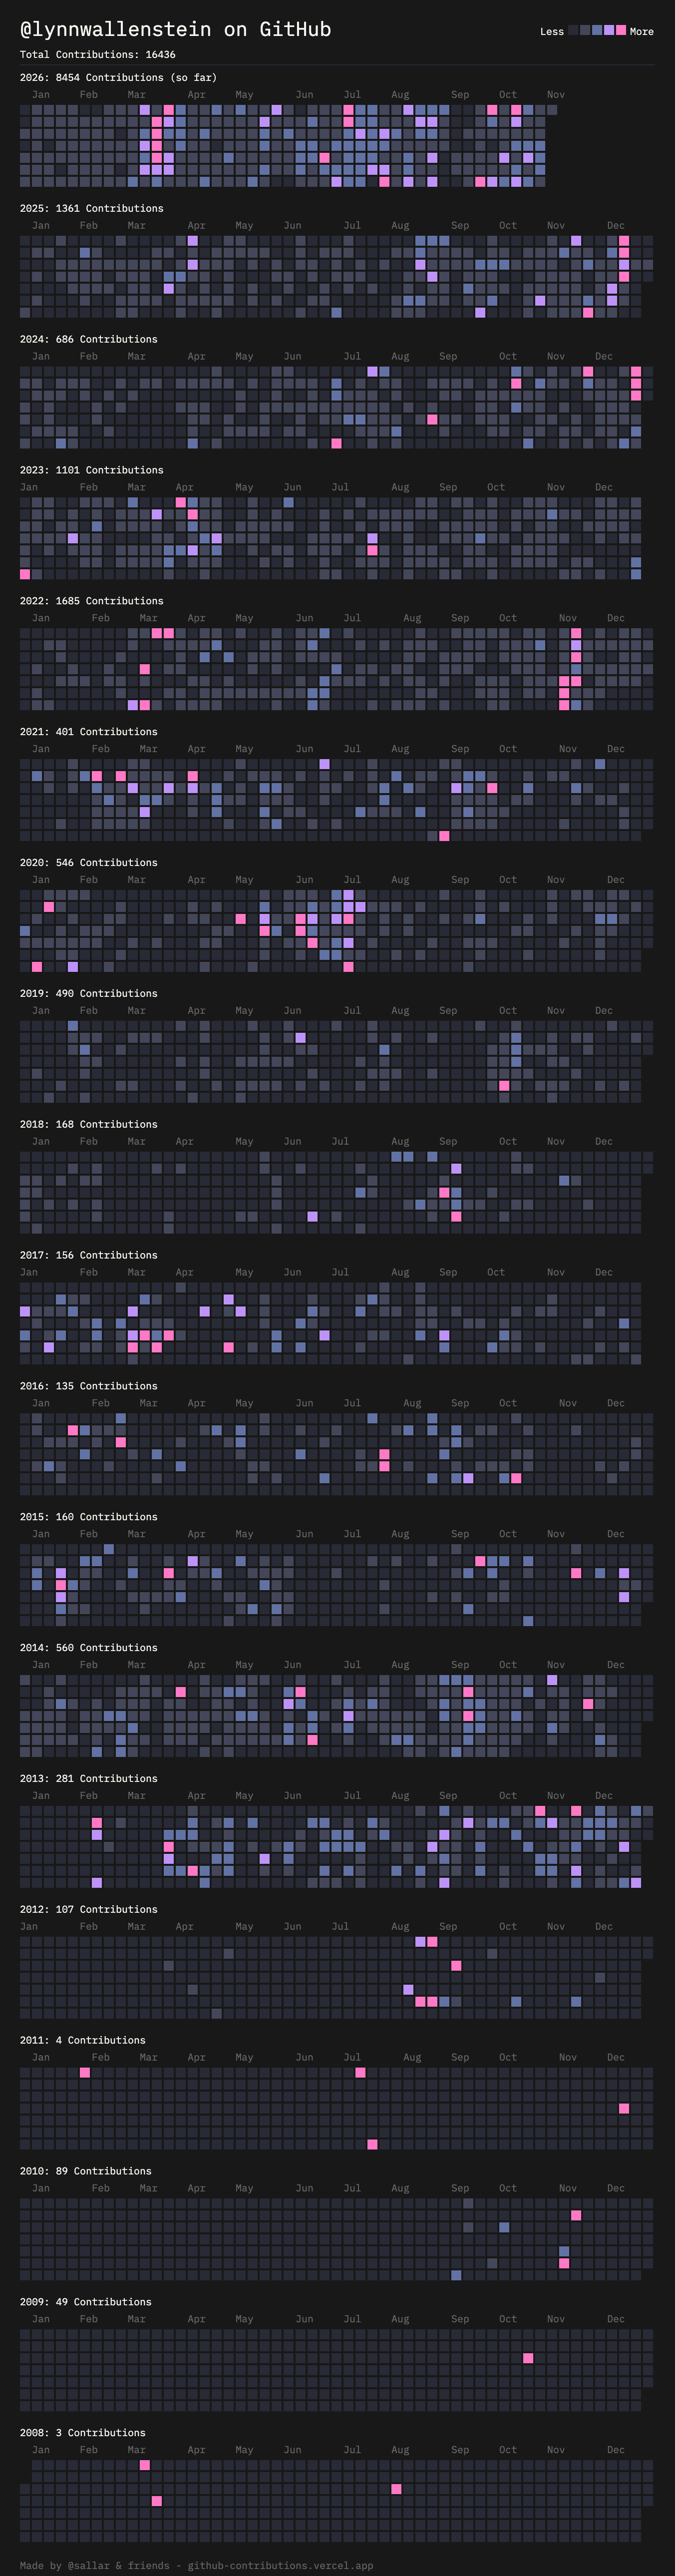 @lynnwallenstein on GitHub
Less More
Total Contributions: 16436
2026: 8454 Contributions (so far)
Jan Feb Mar Apr May Jun Jul Aug Sep Oct Nov
2025: 1361 Contributions
Jan Feb Mar Apr May Jun Jul Aug Sep Oct Nov Dec
2024: 686 Contributions
Jan Feb Mar Apr May Jun Jul Aug Sep Oct Nov Dec
2023: 1101 Contributions
Jan Feb Mar Apr May Jun Jul Aug Sep Oct Nov Dec
2022: 1685 Contributions
Jan Feb Mar Apr May Jun Jul Aug Sep Oct Nov Dec
2021: 401 Contributions
Jan Feb Mar Apr May Jun Jul Aug Sep Oct Nov Dec
2020: 546 Contributions
Jan Feb Mar Apr May Jun Jul Aug Sep Oct Nov Dec
2019: 490 Contributions
Jan Feb Mar Apr May Jun Jul Aug Sep Oct Nov Dec
2018: 168 Contributions
Jan Feb Mar Apr May Jun Jul Aug Sep Oct Nov Dec
2017: 156 Contributions
Jan Feb Mar Apr May Jun Jul Aug Sep Oct Nov Dec
2016: 135 Contributions
Jan Feb Mar Apr May Jun Jul Aug Sep Oct Nov Dec
2015: 160 Contributions
Jan Feb Mar Apr May Jun Jul Aug Sep Oct Nov Dec
2014: 560 Contributions
Jan Feb Mar Apr May Jun Jul Aug Sep Oct Nov Dec
2013: 281 Contributions
Jan Feb Mar Apr May Jun Jul Aug Sep Oct Nov Dec
2012: 107 Contributions
Jan Feb Mar Apr May Jun Jul Aug Sep Oct Nov Dec
2011: 4 Contributions
Jan Feb Mar Apr May Jun Jul Aug Sep Oct Nov Dec
2010: 89 Contributions
Jan Feb Mar Apr May Jun Jul Aug Sep Oct Nov Dec
2009: 49 Contributions
Jan Feb Mar Apr May Jun Jul Aug Sep Oct Nov Dec
2008: 3 Contributions
Jan Feb Mar Apr May Jun Jul Aug Sep Oct Nov Dec
Made by @sallar & friends - github-contributions.vercel.app